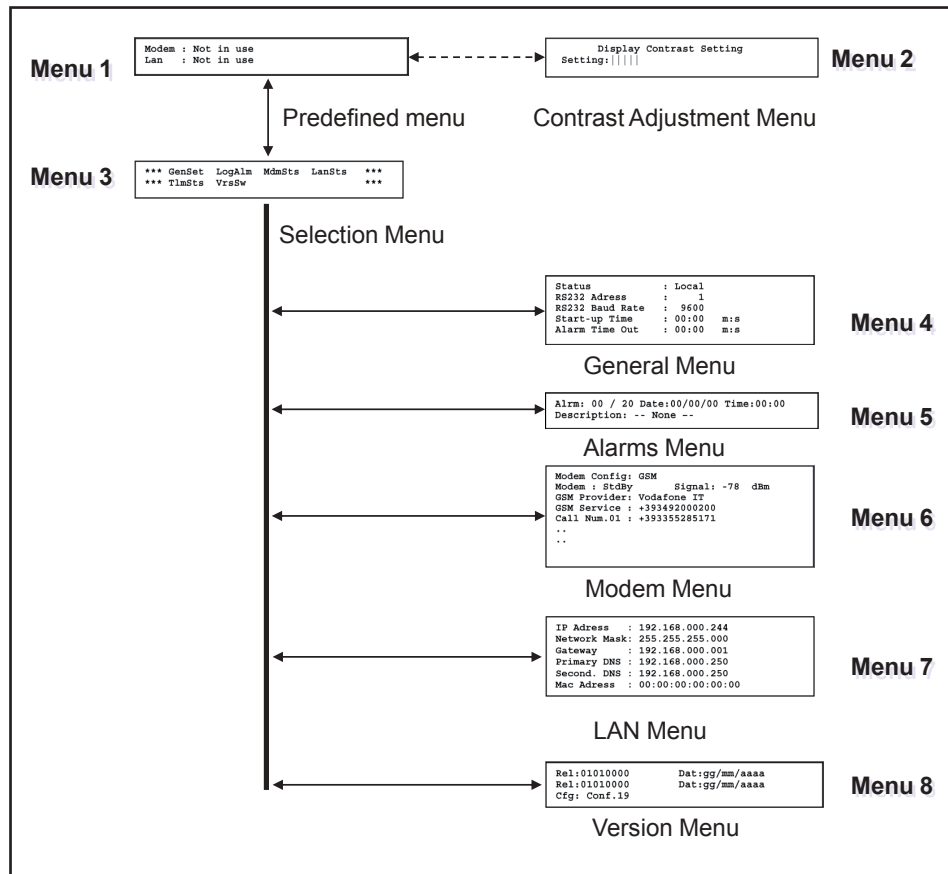 Menu 1
Modem : Not in use
Lan   : Not in use
Display Contrast Setting
Setting:|||||
Menu 2
Predefined menu
Contrast Adjustment Menu
Menu 3
*** GenSet  LogAlm  MdmSts  LanSts  ***
*** TlmSts  VrsSw                   ***
Selection Menu
Status            : Local
RS232 Adress      :     1
RS232 Baud Rate   :  9600
Start-up Time     : 00:00   m:s
Alarm Time Out    : 00:00   m:s
Menu 4
General Menu
Alrm: 00 / 20 Date:00/00/00 Time:00:00
Description: -- None --
Menu 5
Alarms Menu
Modem Config: GSM
Modem : StdBy      Signal: -78  dBm
GSM Provider: Vodafone IT
GSM Service : +393492000200
Call Num.01 : +393355285171
..
..
Menu 6
Modem Menu
IP Adress   : 192.168.000.244
Network Mask: 255.255.255.000
Gateway     : 192.168.000.001
Primary DNS : 192.168.000.250
Second. DNS : 192.168.000.250
Mac Adress  : 00:00:00:00:00:00
Menu 7
LAN Menu
Rel:01010000        Dat:gg/mm/aaaa
Rel:01010000        Dat:gg/mm/aaaa
Cfg: Conf.19
Menu 8
Version Menu